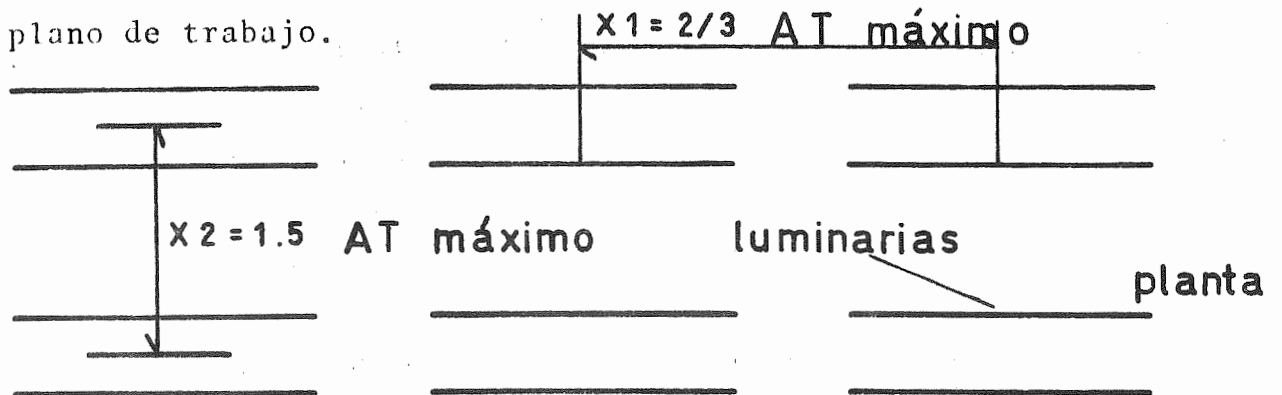 plano de trabajo.
X1=2/3 AT máximo
X2=1.5 AT máximo
luminarias
planta